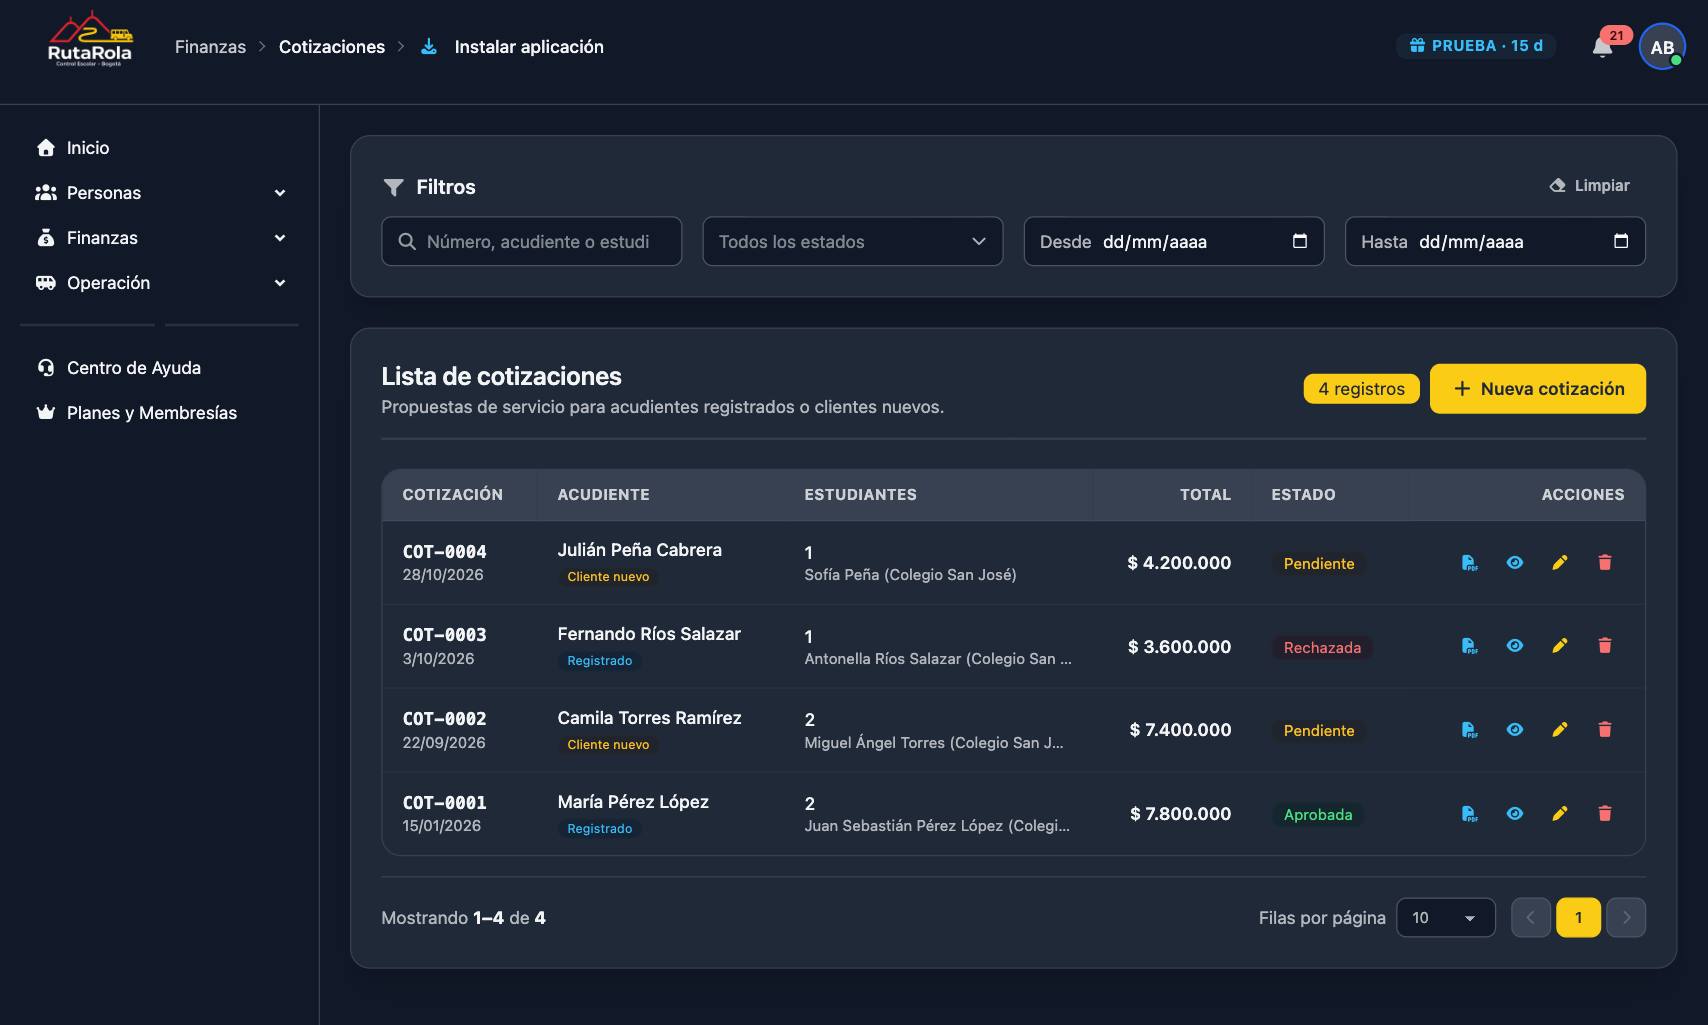 RutaRola
Control Escolar - Bogotá
Finanzas > Cotizaciones > Instalar aplicación
PRUEBA · 15 d
21
AB
Inicio
Personas
Finanzas
Operación
Centro de Ayuda
Planes y Membresías
Filtros
Limpiar
Número, acudiente o estudi
Todos los estados
Desde dd/mm/aaaa
Hasta dd/mm/aaaa
Lista de cotizaciones
Propuestas de servicio para acudientes registrados o clientes nuevos.
4 registros
+ Nueva cotización
COTIZACIÓN ACUDIENTE ESTUDIANTES TOTAL ESTADO ACCIONES
COT-0004 Julián Peña Cabrera 1 $ 4.200.000 Pendiente PDF
28/10/2026 Cliente nuevo Sofía Peña (Colegio San José)
COT-0003 Fernando Ríos Salazar 1 $ 3.600.000 Rechazada PDF
3/10/2026 Registrado Antonella Ríos Salazar (Colegio San ...
COT-0002 Camila Torres Ramírez 2 $ 7.400.000 Pendiente PDF
22/09/2026 Cliente nuevo Miguel Ángel Torres (Colegio San J...
COT-0001 María Pérez López 2 $ 7.800.000 Aprobada PDF
15/01/2026 Registrado Juan Sebastián Pérez López (Colegi...
Mostrando 1–4 de 4
Filas por página 10
1